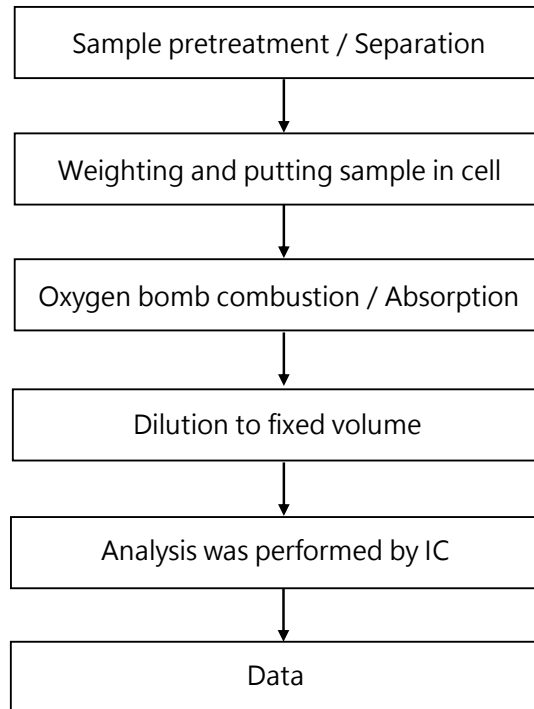 Sample pretreatment / Separation
Weighting and putting sample in cell
Oxygen bomb combustion / Absorption
Dilution to fixed volume
Analysis was performed by IC
Data